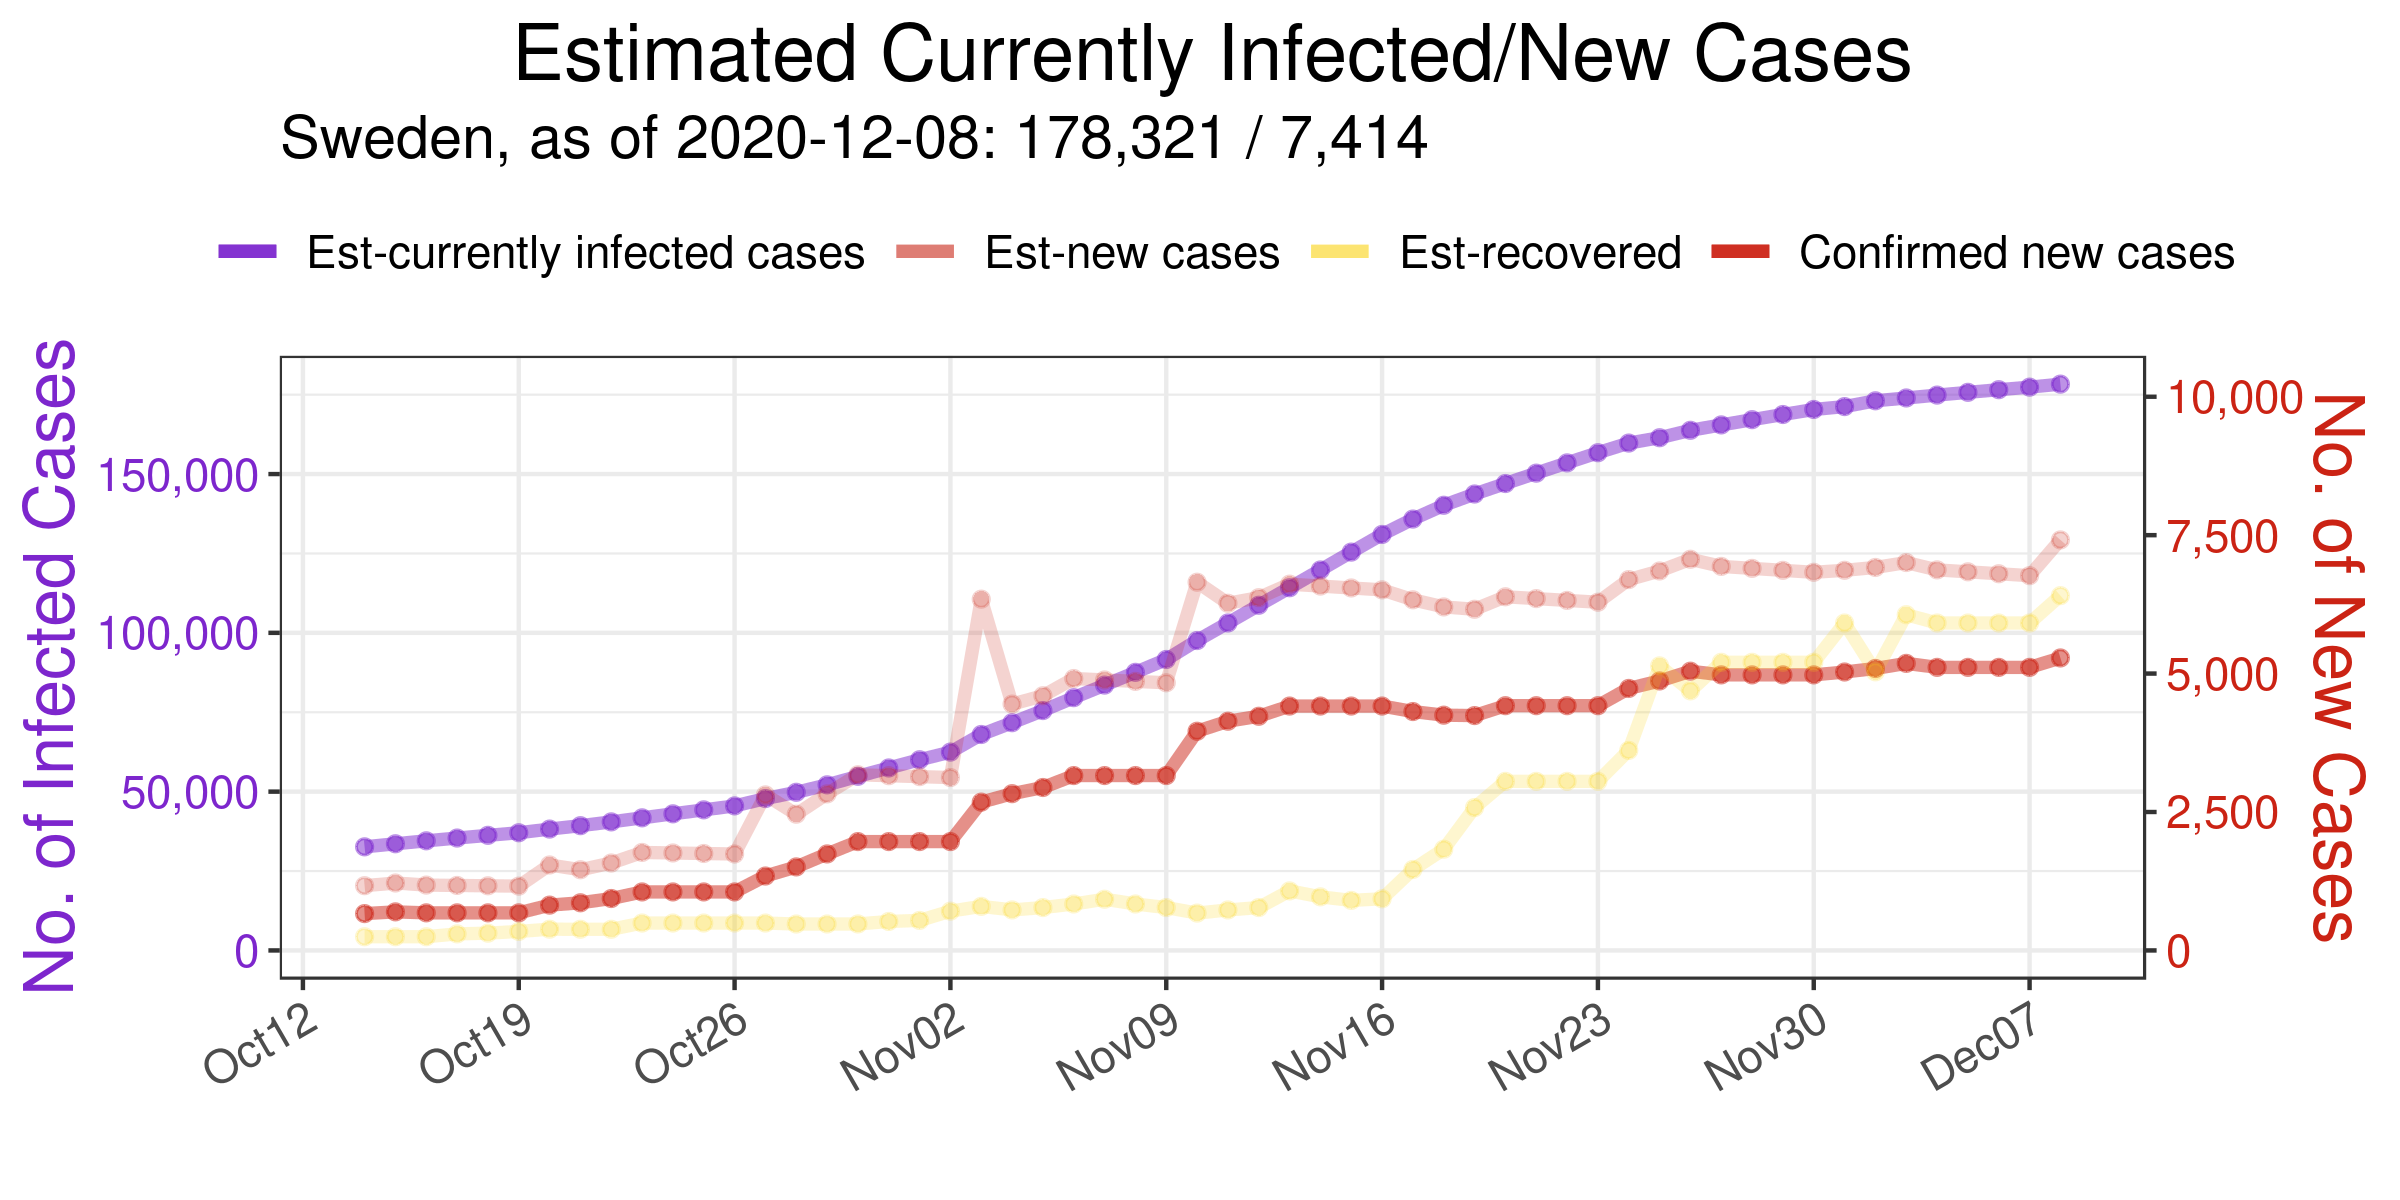 Estimated Currently Infected/New Cases
Sweden, as of 2020-12-08: 178,321 / 7,414
Est-currently infected cases Est-new cases Est-recovered Confirmed new cases
No. of Infected Cases
150,000
100,000
50,000
0
10,000
7,500
5,000
2,500
0
No. of New Cases
Oct12 Oct19 Oct26 Nov02 Nov09 Nov16 Nov23 Nov30 Dec07